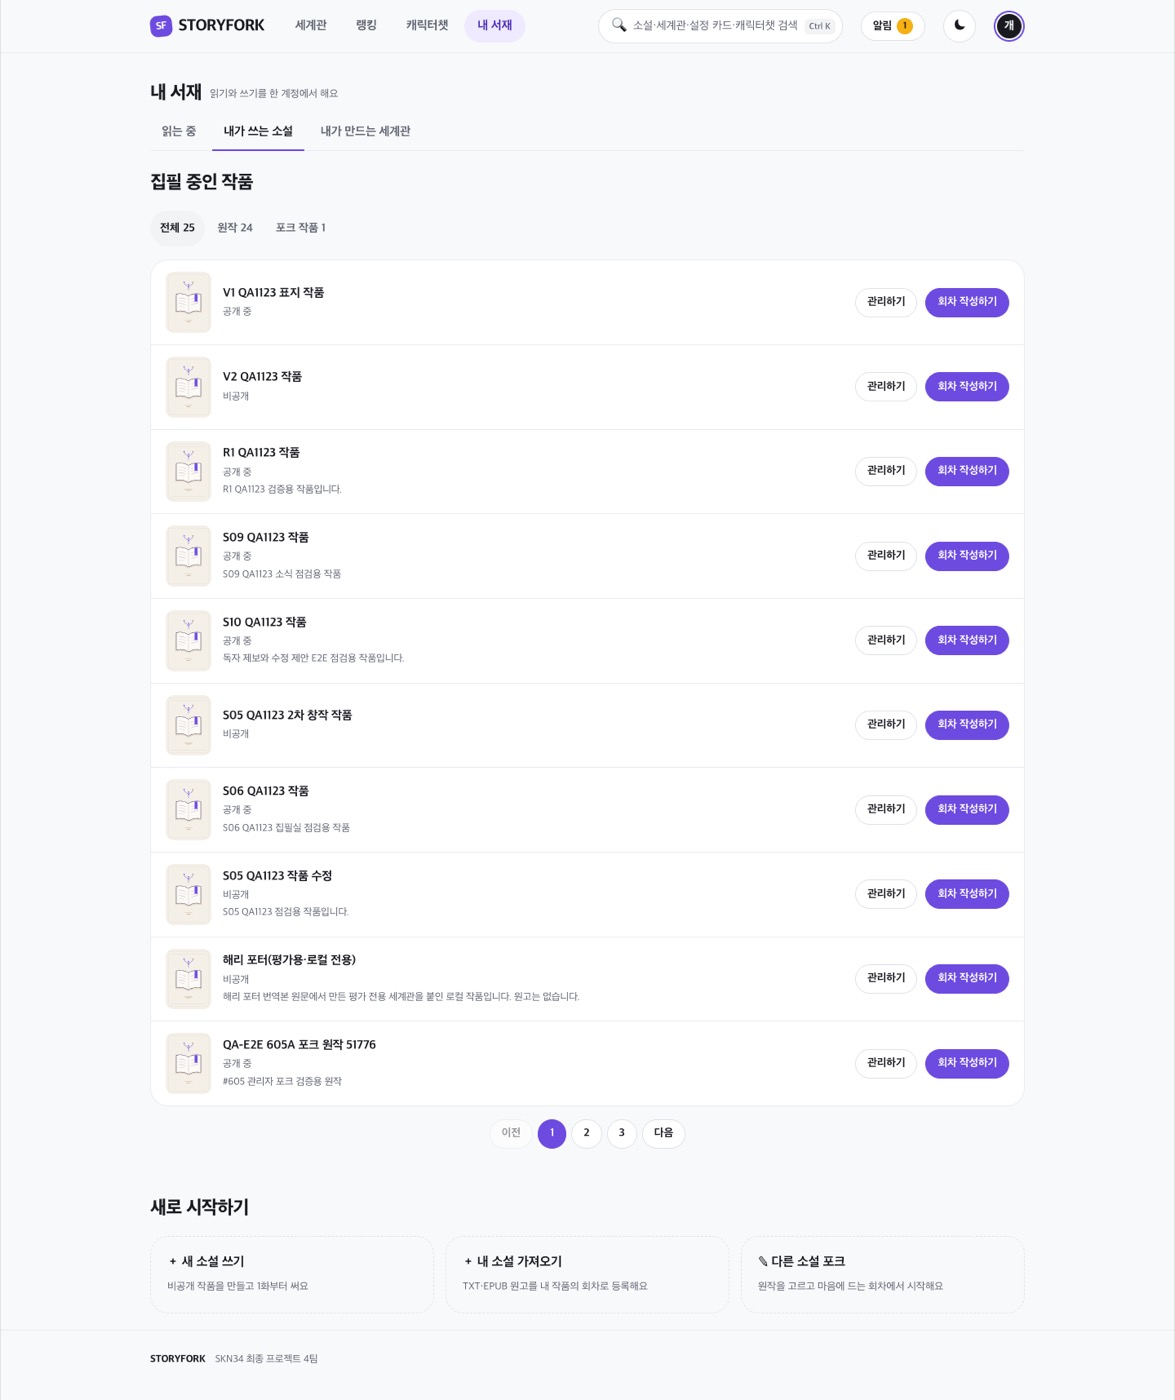 SF STORYFORK 세계관 랭킹 캐릭터챗 내 서재 소설·세계관·설정 카드·캐릭터챗 검색 Ctrl K 알림 1 개
내 서재 읽기와 쓰기를 한 계정에서 해요
읽는 중 내가 쓰는 소설 내가 만드는 세계관
집필 중인 작품
전체 25 원작 24 포크 작품 1
V1 QA1123 표지 작품
공개 중
관리하기 회차 작성하기
V2 QA1123 작품
비공개
관리하기 회차 작성하기
R1 QA1123 작품
공개 중
R1 QA1123 검증용 작품입니다.
관리하기 회차 작성하기
S09 QA1123 작품
공개 중
S09 QA1123 소식 점검용 작품
관리하기 회차 작성하기
S10 QA1123 작품
공개 중
독자 제보와 수정 제안 E2E 점검용 작품입니다.
관리하기 회차 작성하기
S05 QA1123 2차 창작 작품
비공개
관리하기 회차 작성하기
S06 QA1123 작품
공개 중
S06 QA1123 집필실 점검용 작품
관리하기 회차 작성하기
S05 QA1123 작품 수정
비공개
S05 QA1123 점검용 작품입니다.
관리하기 회차 작성하기
해리 포터(평가용·로컬 전용)
비공개
해리 포터 번역본 원문에서 만든 평가 전용 세계관을 붙인 로컬 작품입니다. 원고는 없습니다.
관리하기 회차 작성하기
QA-E2E 605A 포크 원작 51776
공개 중
#605 관리자 포크 검증용 원작
관리하기 회차 작성하기
이전 1 2 3 다음
새로 시작하기
+ 새 소설 쓰기
비공개 작품을 만들고 1화부터 써요
+ 내 소설 가져오기
TXT·EPUB 원고를 내 작품의 회차로 등록해요
✎ 다른 소설 포크
원작을 고르고 마음에 드는 회차에서 시작해요
STORYFORK SKN34 최종 프로젝트 4팀